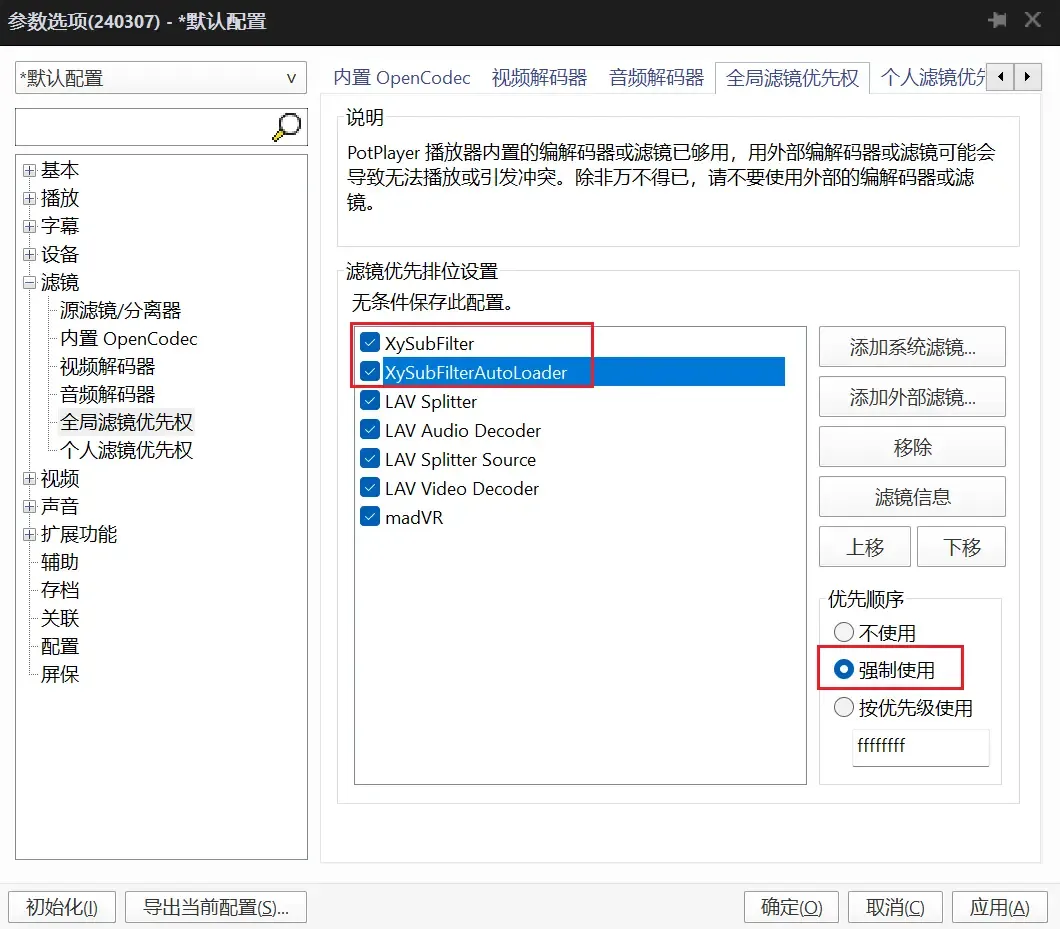 参数选项(240307) - *默认配置
*默认配置
内置 OpenCodec
视频解码器
音频解码器
全局滤镜优先权
个人滤镜优先
基本
播放
字幕
设备
滤镜
源滤镜/分离器
内置 OpenCodec
视频解码器
音频解码器
全局滤镜优先权
个人滤镜优先权
视频
声音
扩展功能
辅助
存档
关联
配置
屏保
说明
PotPlayer 播放器内置的编解码器或滤镜已够用，用外部编解码器或滤镜可能会
导致无法播放或引发冲突。除非万不得已，请不要使用外部的编解码器或滤
镜。
滤镜优先排位设置
无条件保存此配置。
XySubFilter
XySubFilterAutoLoader
LAV Splitter
LAV Audio Decoder
LAV Splitter Source
LAV Video Decoder
madVR
添加系统滤镜...
添加外部滤镜...
移除
滤镜信息
上移
下移
优先顺序
不使用
强制使用
按优先级使用
ffffffff
初始化(I)
导出当前配置(S)...
确定(O)
取消(C)
应用(A)